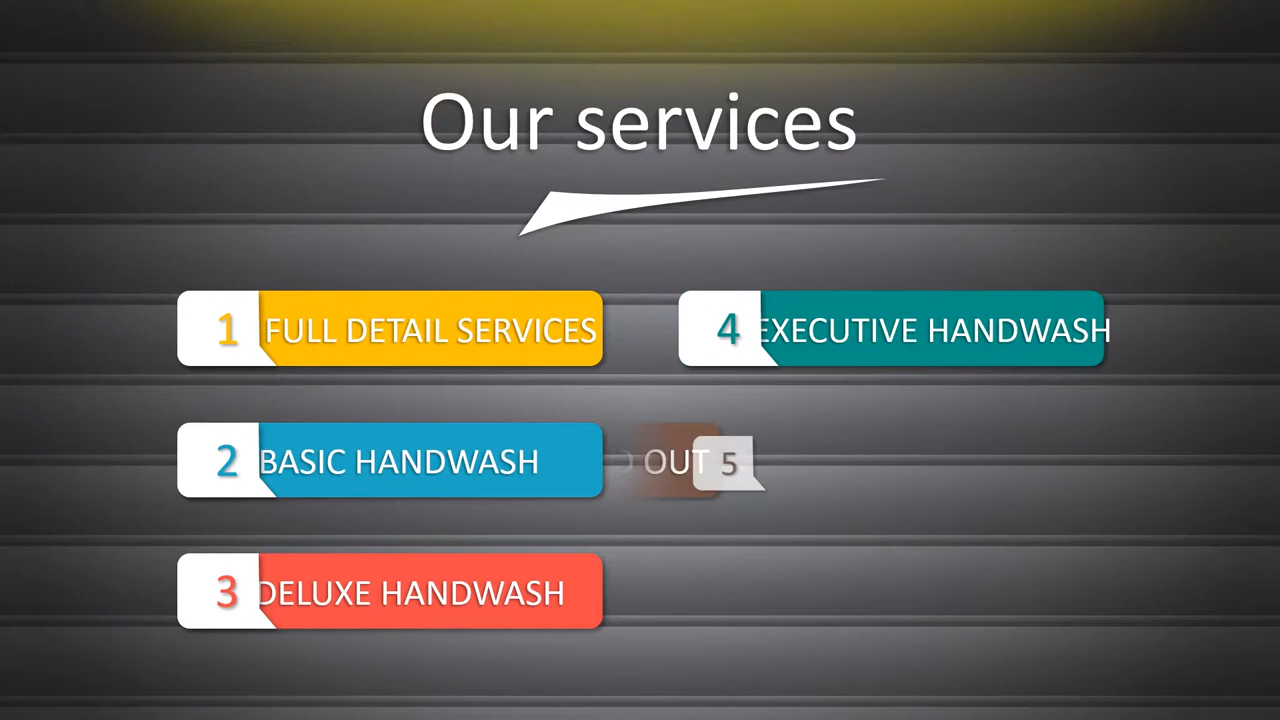 Our services
1 FULL DETAIL SERVICES
2 BASIC HANDWASH
3 DELUXE HANDWASH
4 EXECUTIVE HANDWASH
5 OUT